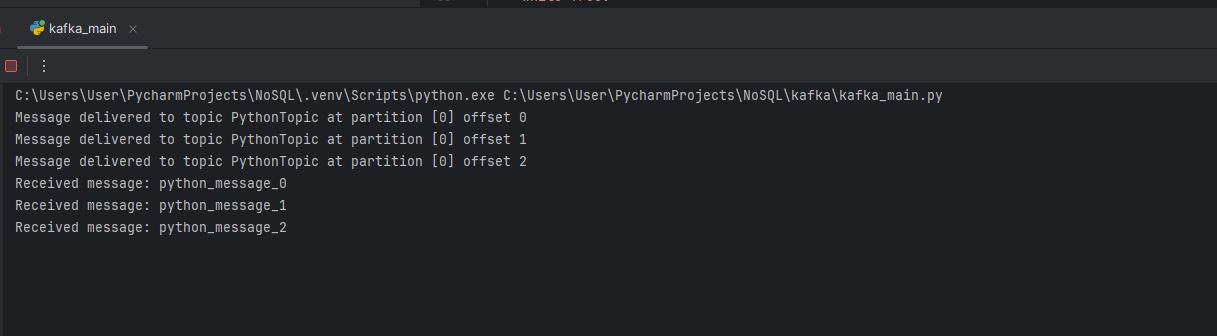 kafka_main
C:\Users\User\PycharmProjects\NoSQL\.venv\Scripts\python.exe C:\Users\User\PycharmProjects\NoSQL\kafka\kafka_main.py
Message delivered to topic PythonTopic at partition [0] offset 0
Message delivered to topic PythonTopic at partition [0] offset 1
Message delivered to topic PythonTopic at partition [0] offset 2
Received message: python_message_0
Received message: python_message_1
Received message: python_message_2